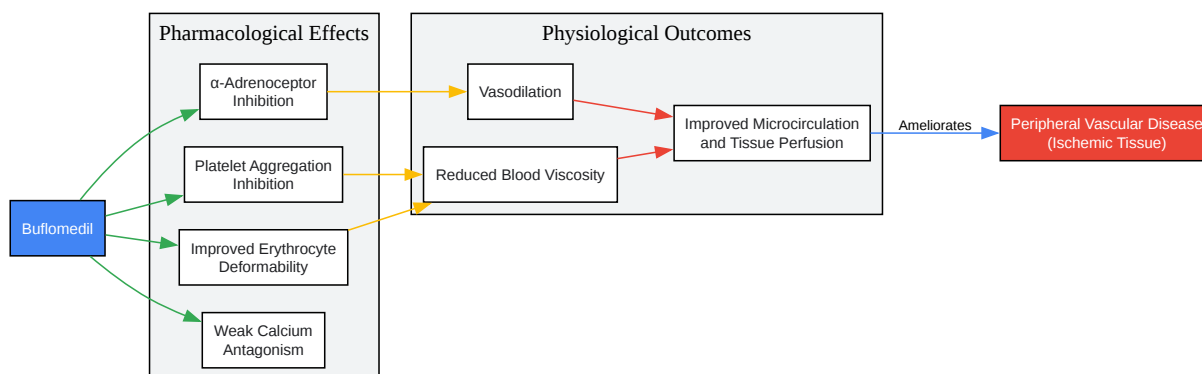 Pharmacological Effects
Physiological Outcomes
α-Adrenoceptor
Inhibition
Vasodilation
Improved Microcirculation
and Tissue Perfusion
Ameliorates
Peripheral Vascular Disease
(Ischemic Tissue)
Platelet Aggregation
Inhibition
Reduced Blood Viscosity
Buflomedil
Improved Erythrocyte
Deformability
Weak Calcium
Antagonism